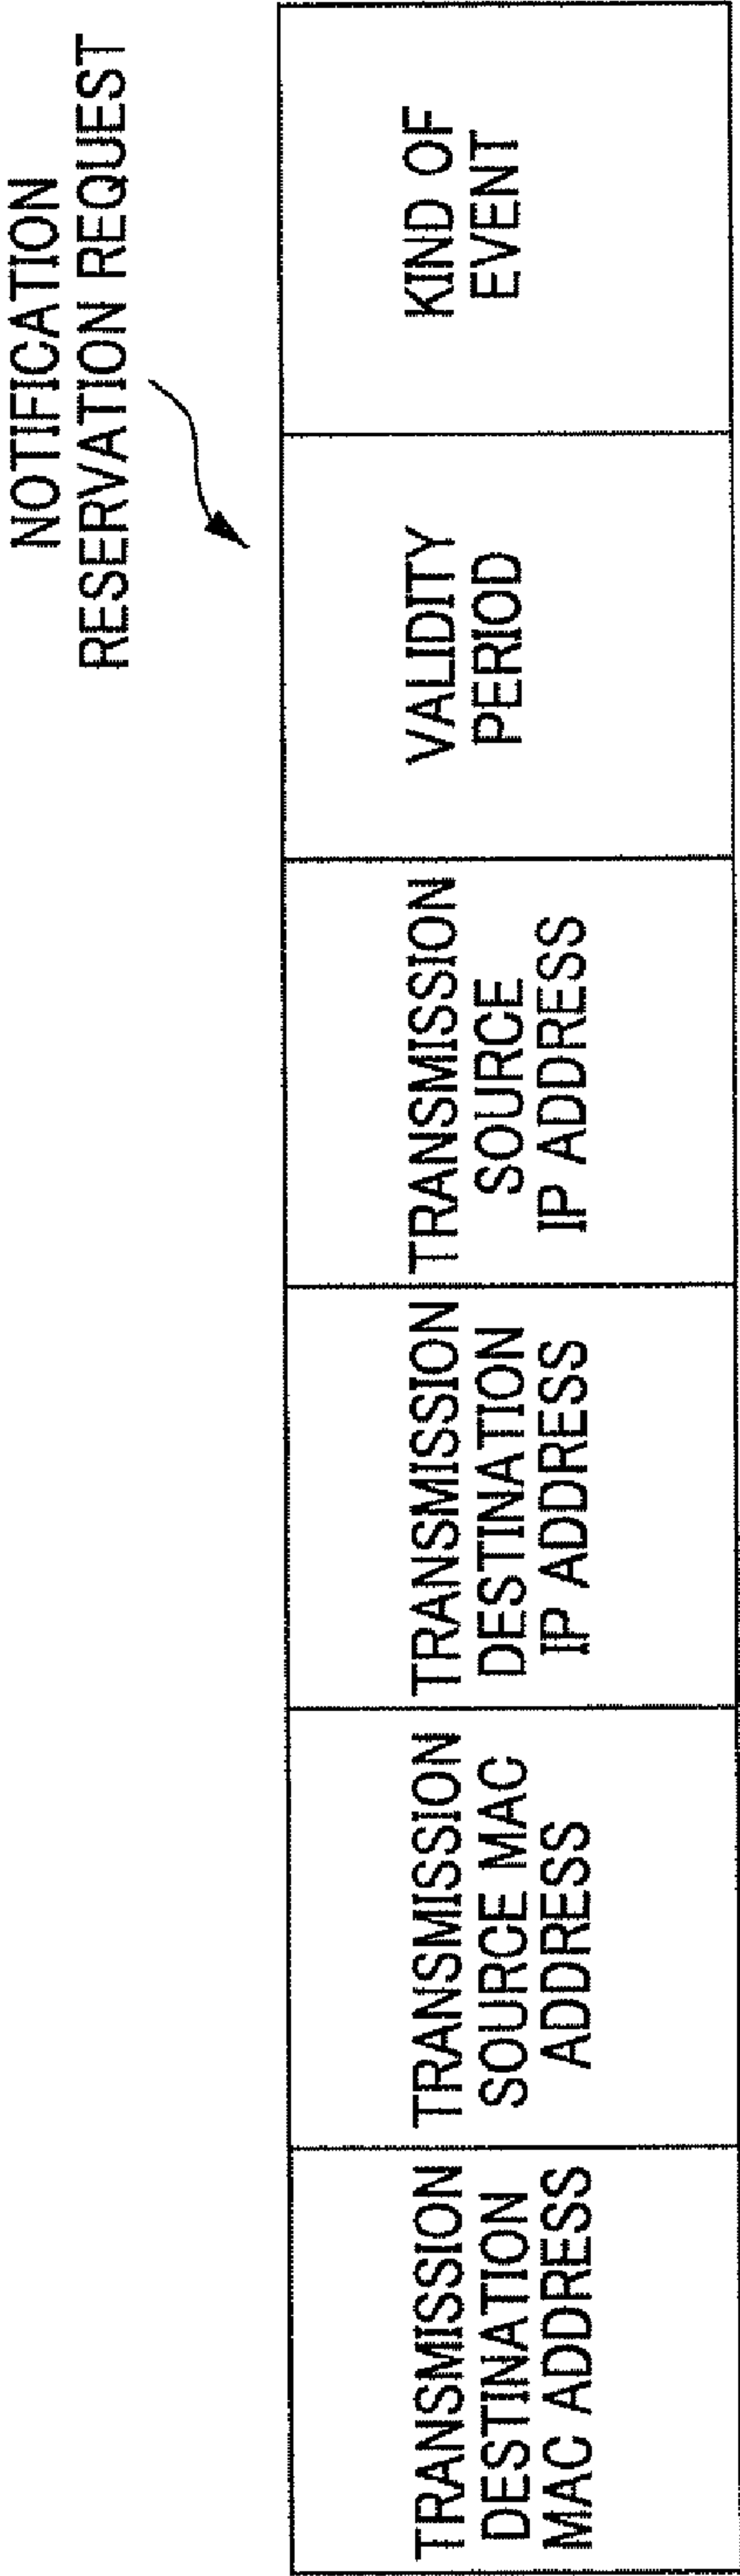 NOTIFICATION
RESERVATION REQUEST
TRANSMISSION
DESTINATION
MAC ADDRESS
TRANSMISSION
SOURCE MAC
ADDRESS
TRANSMISSION
DESTINATION
IP ADDRESS
TRANSMISSION
SOURCE
IP ADDRESS
VALIDITY
PERIOD
KIND OF
EVENT